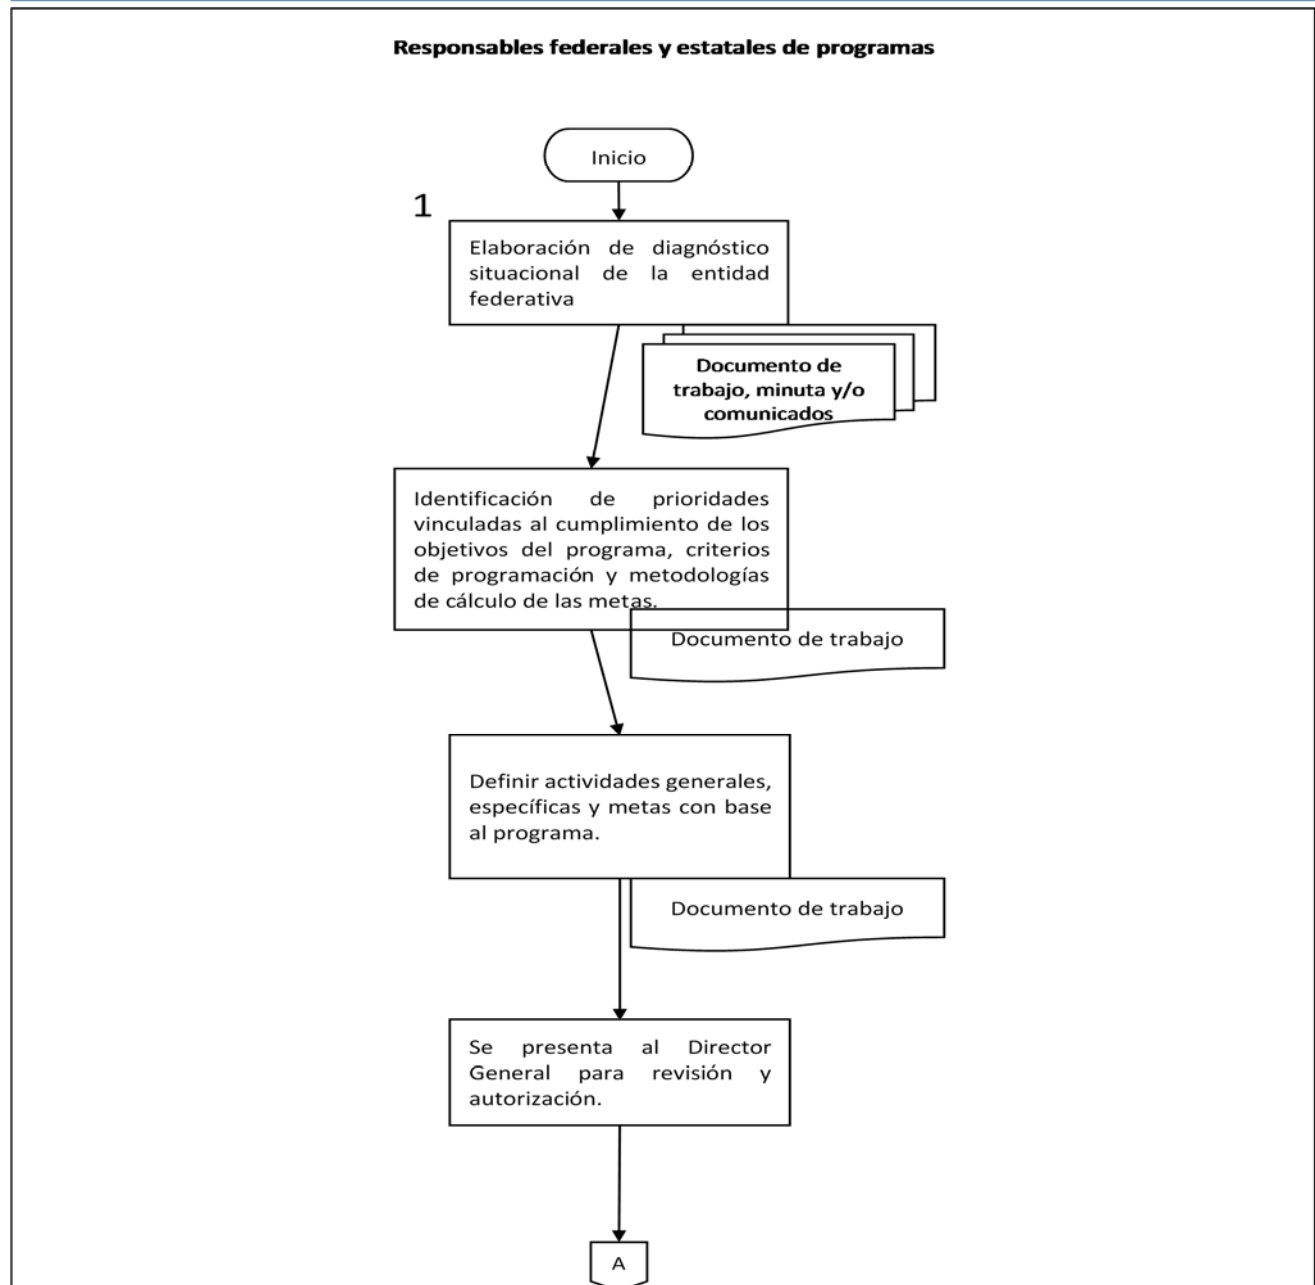 Responsables federales y estatales de programas
Inicio
1
Elaboración de diagnóstico
situacional de la entidad
federativa
Documento de
trabajo, minuta y/o
comunicados
Identificación de prioridades
vinculadas al cumplimiento de los
objetivos del programa, criterios
de programación y metodologías
de cálculo de las metas.
Documento de trabajo
Definir actividades generales,
específicas y metas con base
al programa.
Documento de trabajo
Se presenta al Director
General para revisión y
autorización.
A